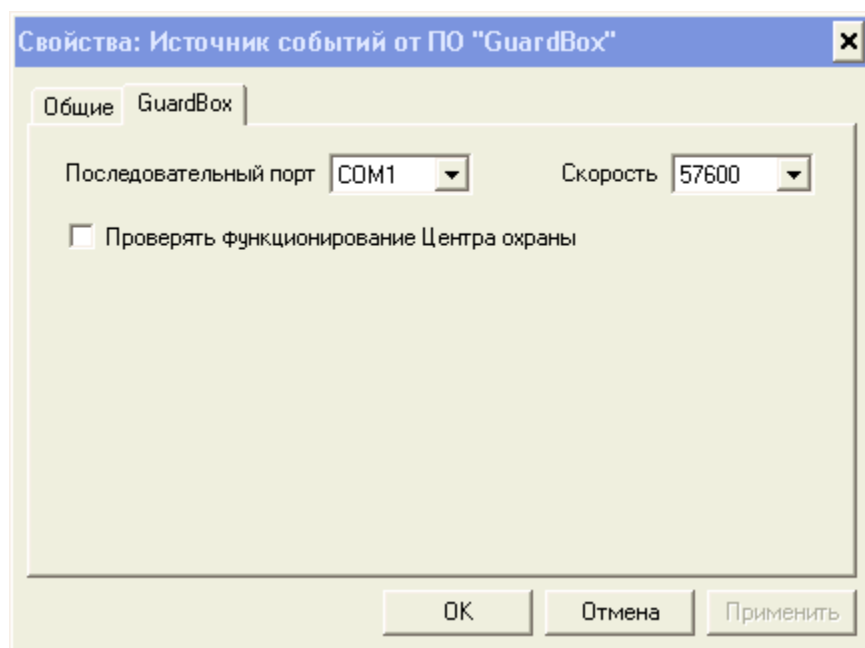 Свойства: Источник событий от ПО "GuardBox"
Общие GuardBox
Последовательный порт COM1 Скорость 57600
Проверять функционирование Центра охраны
OK Отмена Применить